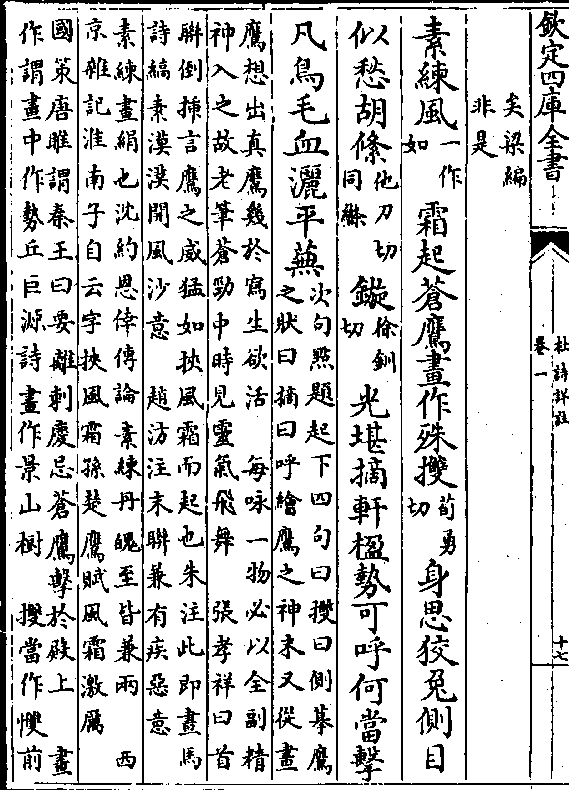 欽定四庫全書
杜詩詳註
卷一
十七
矣梁編
非是
素練風一作
如霜起蒼鷹畫作殊㩳荀勇
切身思狡兔側目
似愁胡絛他刀切
同縧鏇徐釧
切光堪摘軒楹勢可呼何當擊
凡鳥毛血灑平蕪次句點題起下四句曰㩳曰側摹鷹
之狀曰摘曰呼繪鷹之神末又從畫
鷹想出真鷹幾於寫生欲活　每咏一物必以全副精
神入之故老筆蒼勁中時見靈氣飛舞　張孝祥曰首
聯倒插言鷹之威猛如挾風霜而起也朱注此即畫馬
詩縞素漠漠開風沙意　趙汸注末聯兼有疾惡意
素練畫絹也沈約恩倖傳論素練丹魄至皆兼兩　西
京雜記淮南子自云字挾風霜孫楚鷹賦風霜激厲
國策唐雎謂秦王曰要離刺慶忌蒼鷹擊於殿上　畫
作謂畫中作勢丘巨源詩畫作景山樹　㩳當作愯前